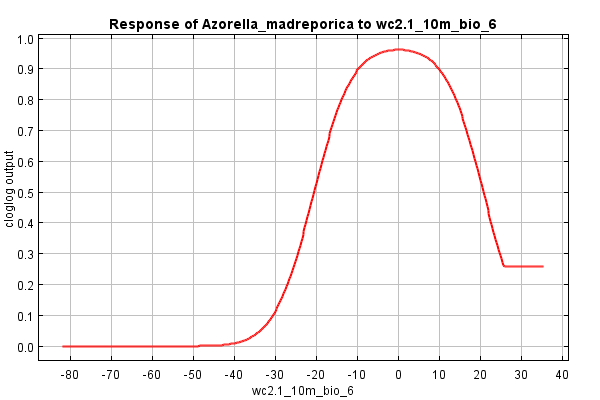 Response of Azorella_madreporica to wc2.1_10m_bio_6
1.0
0.9
0.8
0.7
0.6
0.5
0.4
0.3
0.2
0.1
0.0
cloglog output
-80 -70 -60 -50 -40 -30 -20 -10 0 10 20 30 40
wc2.1_10m_bio_6